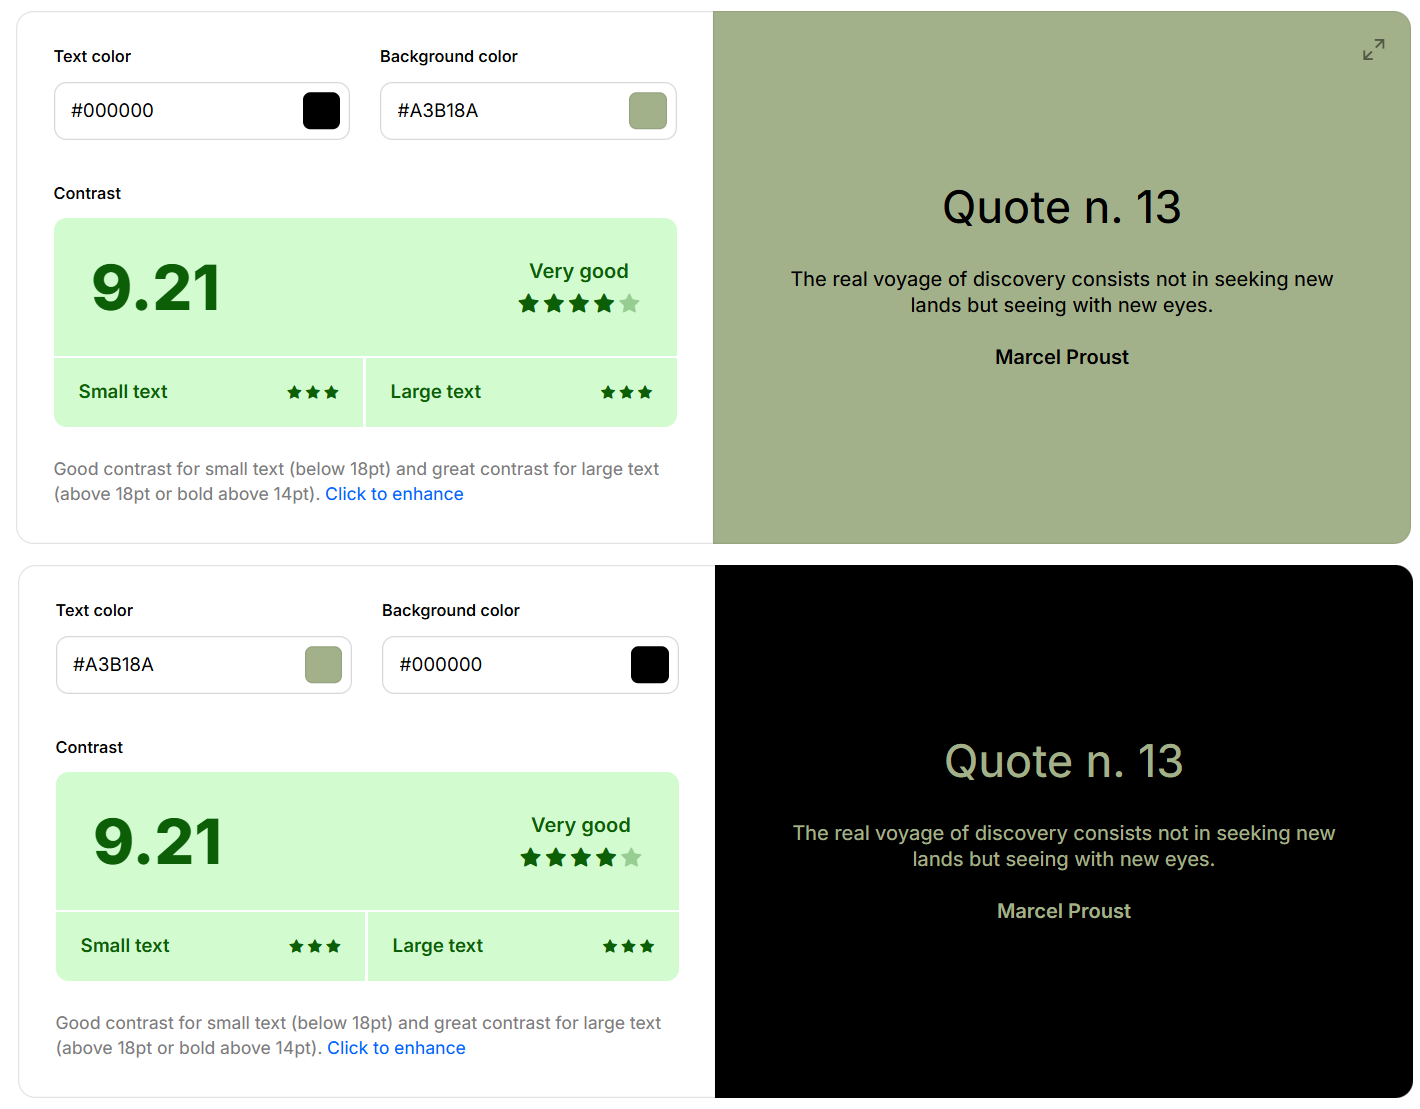 Text color
Background color
#000000
#A3B18A
Contrast
9.21
Very good
Small text
Large text
Good contrast for small text (below 18pt) and great contrast for large text
(above 18pt or bold above 14pt). Click to enhance
Quote n. 13
The real voyage of discovery consists not in seeking new
lands but seeing with new eyes.
Marcel Proust
Text color
Background color
#A3B18A
#000000
Contrast
9.21
Very good
Small text
Large text
Good contrast for small text (below 18pt) and great contrast for large text
(above 18pt or bold above 14pt). Click to enhance
Quote n. 13
The real voyage of discovery consists not in seeking new
lands but seeing with new eyes.
Marcel Proust